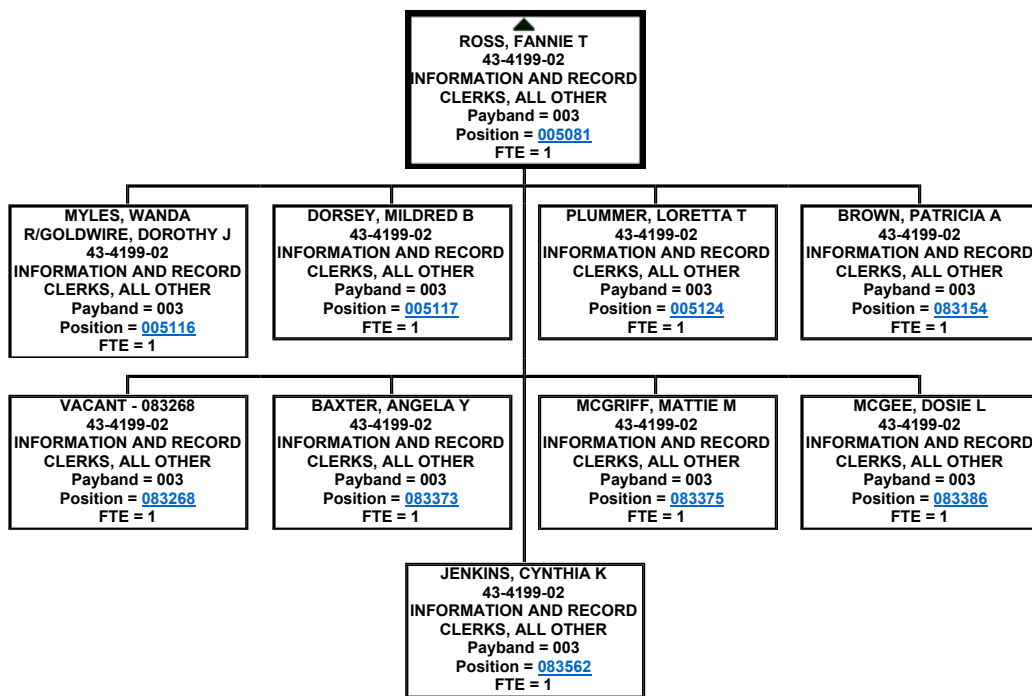 ROSS, FANNIE T
43-4199-02
INFORMATION AND RECORD
CLERKS, ALL OTHER
Payband = 003
Position = 005081
FTE = 1
MYLES, WANDA
R/GOLDWIRE, DOROTHY J
43-4199-02
INFORMATION AND RECORD
CLERKS, ALL OTHER
Payband = 003
Position = 005116
FTE = 1
DORSEY, MILDRED B
43-4199-02
INFORMATION AND RECORD
CLERKS, ALL OTHER
Payband = 003
Position = 005117
FTE = 1
PLUMMER, LORETTA T
43-4199-02
INFORMATION AND RECORD
CLERKS, ALL OTHER
Payband = 003
Position = 005124
FTE = 1
BROWN, PATRICIA A
43-4199-02
INFORMATION AND RECORD
CLERKS, ALL OTHER
Payband = 003
Position = 083154
FTE = 1
VACANT - 083268
43-4199-02
INFORMATION AND RECORD
CLERKS, ALL OTHER
Payband = 003
Position = 083268
FTE = 1
BAXTER, ANGELA Y
43-4199-02
INFORMATION AND RECORD
CLERKS, ALL OTHER
Payband = 003
Position = 083373
FTE = 1
MCGRIFF, MATTIE M
43-4199-02
INFORMATION AND RECORD
CLERKS, ALL OTHER
Payband = 003
Position = 083375
FTE = 1
MCGEE, DOSIE L
43-4199-02
INFORMATION AND RECORD
CLERKS, ALL OTHER
Payband = 003
Position = 083386
FTE = 1
JENKINS, CYNTHIA K
43-4199-02
INFORMATION AND RECORD
CLERKS, ALL OTHER
Payband = 003
Position = 083562
FTE = 1